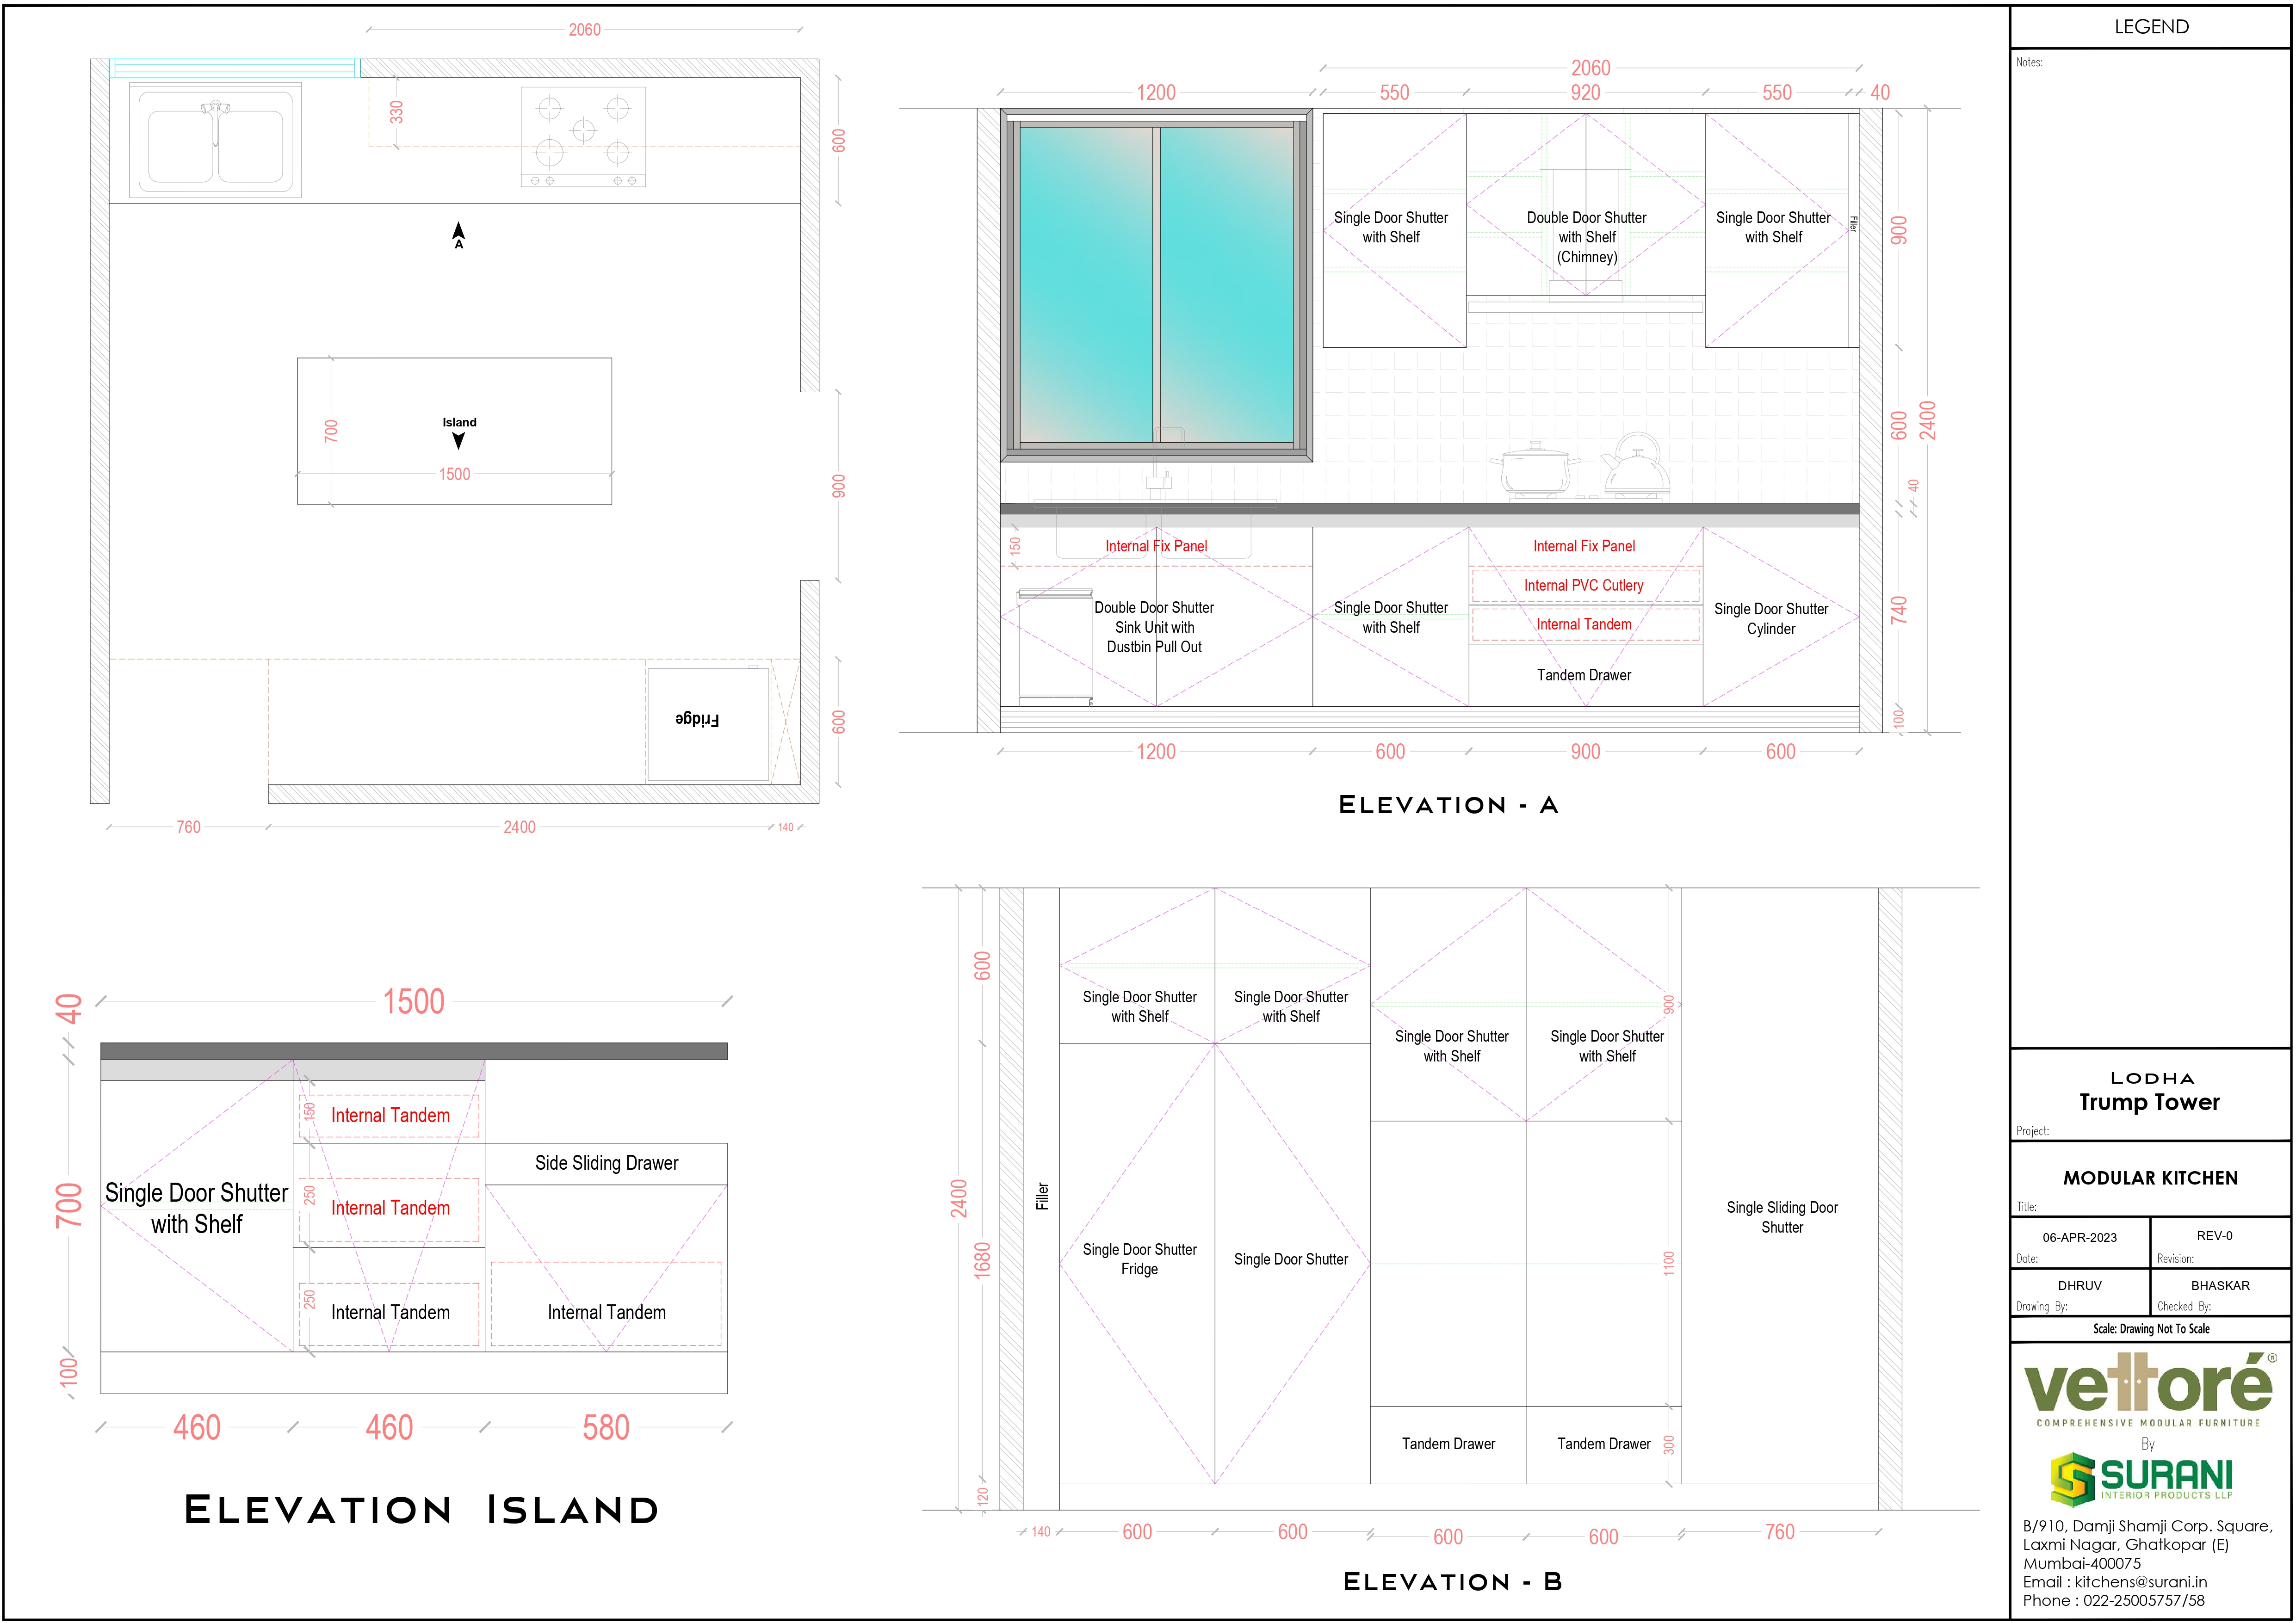 2060
330
600
A
700
Island
1500
900
Fridge
600
760
2400
140
2060
1200
550
920
550
40
Single Door Shutter
with Shelf
Double Door Shutter
with Shelf
(Chimney)
Single Door Shutter
with Shelf
Filler
900
600
2400
40
740
100
150
Internal Fix Panel
Double Door Shutter
Sink Unit with
Dustbin Pull Out
Single Door Shutter
with Shelf
Internal Fix Panel
Internal PVC Cutlery
Internal Tandem
Tandem Drawer
Single Door Shutter
Cylinder
1200
600
900
600
ELEVATION - A
40
1500
700
100
Single Door Shutter
with Shelf
150
Internal Tandem
250
Internal Tandem
250
Internal Tandem
Side Sliding Drawer
Internal Tandem
460
460
580
ELEVATION ISLAND
2400
600
1680
120
Filler
Single Door Shutter
with Shelf
Single Door Shutter
with Shelf
Single Door Shutter
with Shelf
Single Door Shutter
with Shelf
900
Single Door Shutter
Fridge
Single Door Shutter
1100
Single Sliding Door
Shutter
Tandem Drawer
Tandem Drawer
300
140
600
600
600
600
760
ELEVATION - B
LEGEND
Notes:
LODHA
Trump Tower
Project:
MODULAR KITCHEN
Title:
06-APR-2023
Date:
REV-0
Revision:
DHRUV
Drawing By:
BHASKAR
Checked By:
Scale: Drawing Not To Scale
vettoré®
COMPREHENSIVE MODULAR FURNITURE
By
SURANI
INTERIOR PRODUCTS LLP
B/910, Damji Shamji Corp. Square,
Laxmi Nagar, Ghatkopar (E)
Mumbai-400075
Email : kitchens@surani.in
Phone : 022-25005757/58